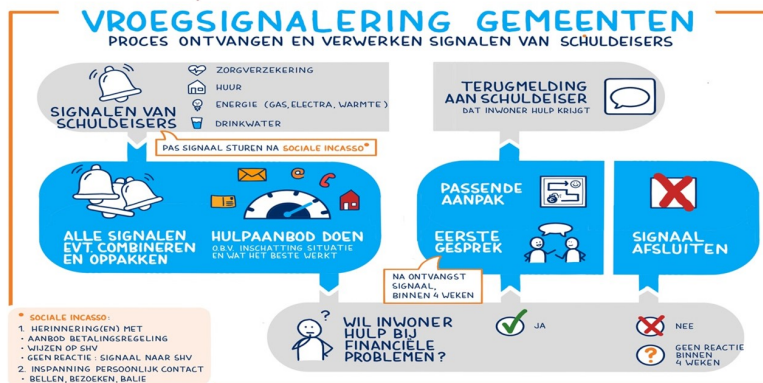 VROEGSIGNALERING GEMEENTEN
PROCES ONTVANGEN EN VERWERKEN SIGNALEN VAN SCHULDEISERS
SIGNALEN VAN
SCHULDEISERS
ZORGVERZEKERING
HUUR
ENERGIE (GAS, ELECTRA, WARMTE)
DRINKWATER
PAS SIGNAAL STUREN NA SOCIALE INCASSO*
TERUGMELDING
AAN SCHULDEISER
DAT INWONER HULP KRIJGT
ALLE SIGNALEN
EVT. COMBINEREN
EN OPPAKKEN
HULPAANBOD DOEN
O.B.V. INSCHATTING SITUATIE
EN WAT HET BESTE WERKT
PASSENDE
AANPAK
EERSTE
GESPREK
SIGNAAL
AFSLUITEN
NA ONTVANGST
SIGNAAL,
BINNEN 4 WEKEN
* SOCIALE INCASSO:
1. HERINNERING(EN) MET
• AANBOD BETALINGSREGELING
• WIJZEN OP SHV
• GEEN REACTIE: SIGNAAL NAAR SHV
2. INSPANNING PERSOONLIJK CONTACT
• BELLEN, BEZOEKEN, BALIE
?
WIL INWONER
HULP BIJ
FINANCIËLE
PROBLEMEN?
JA
NEE
?
GEEN REACTIE
BINNEN
4 WEKEN